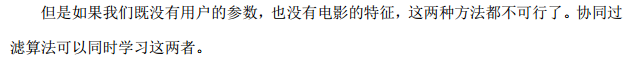 但是如果我们既没有用户的参数，也没有电影的特征，这两种方法都不可行了。协同过
滤算法可以同时学习这两者。